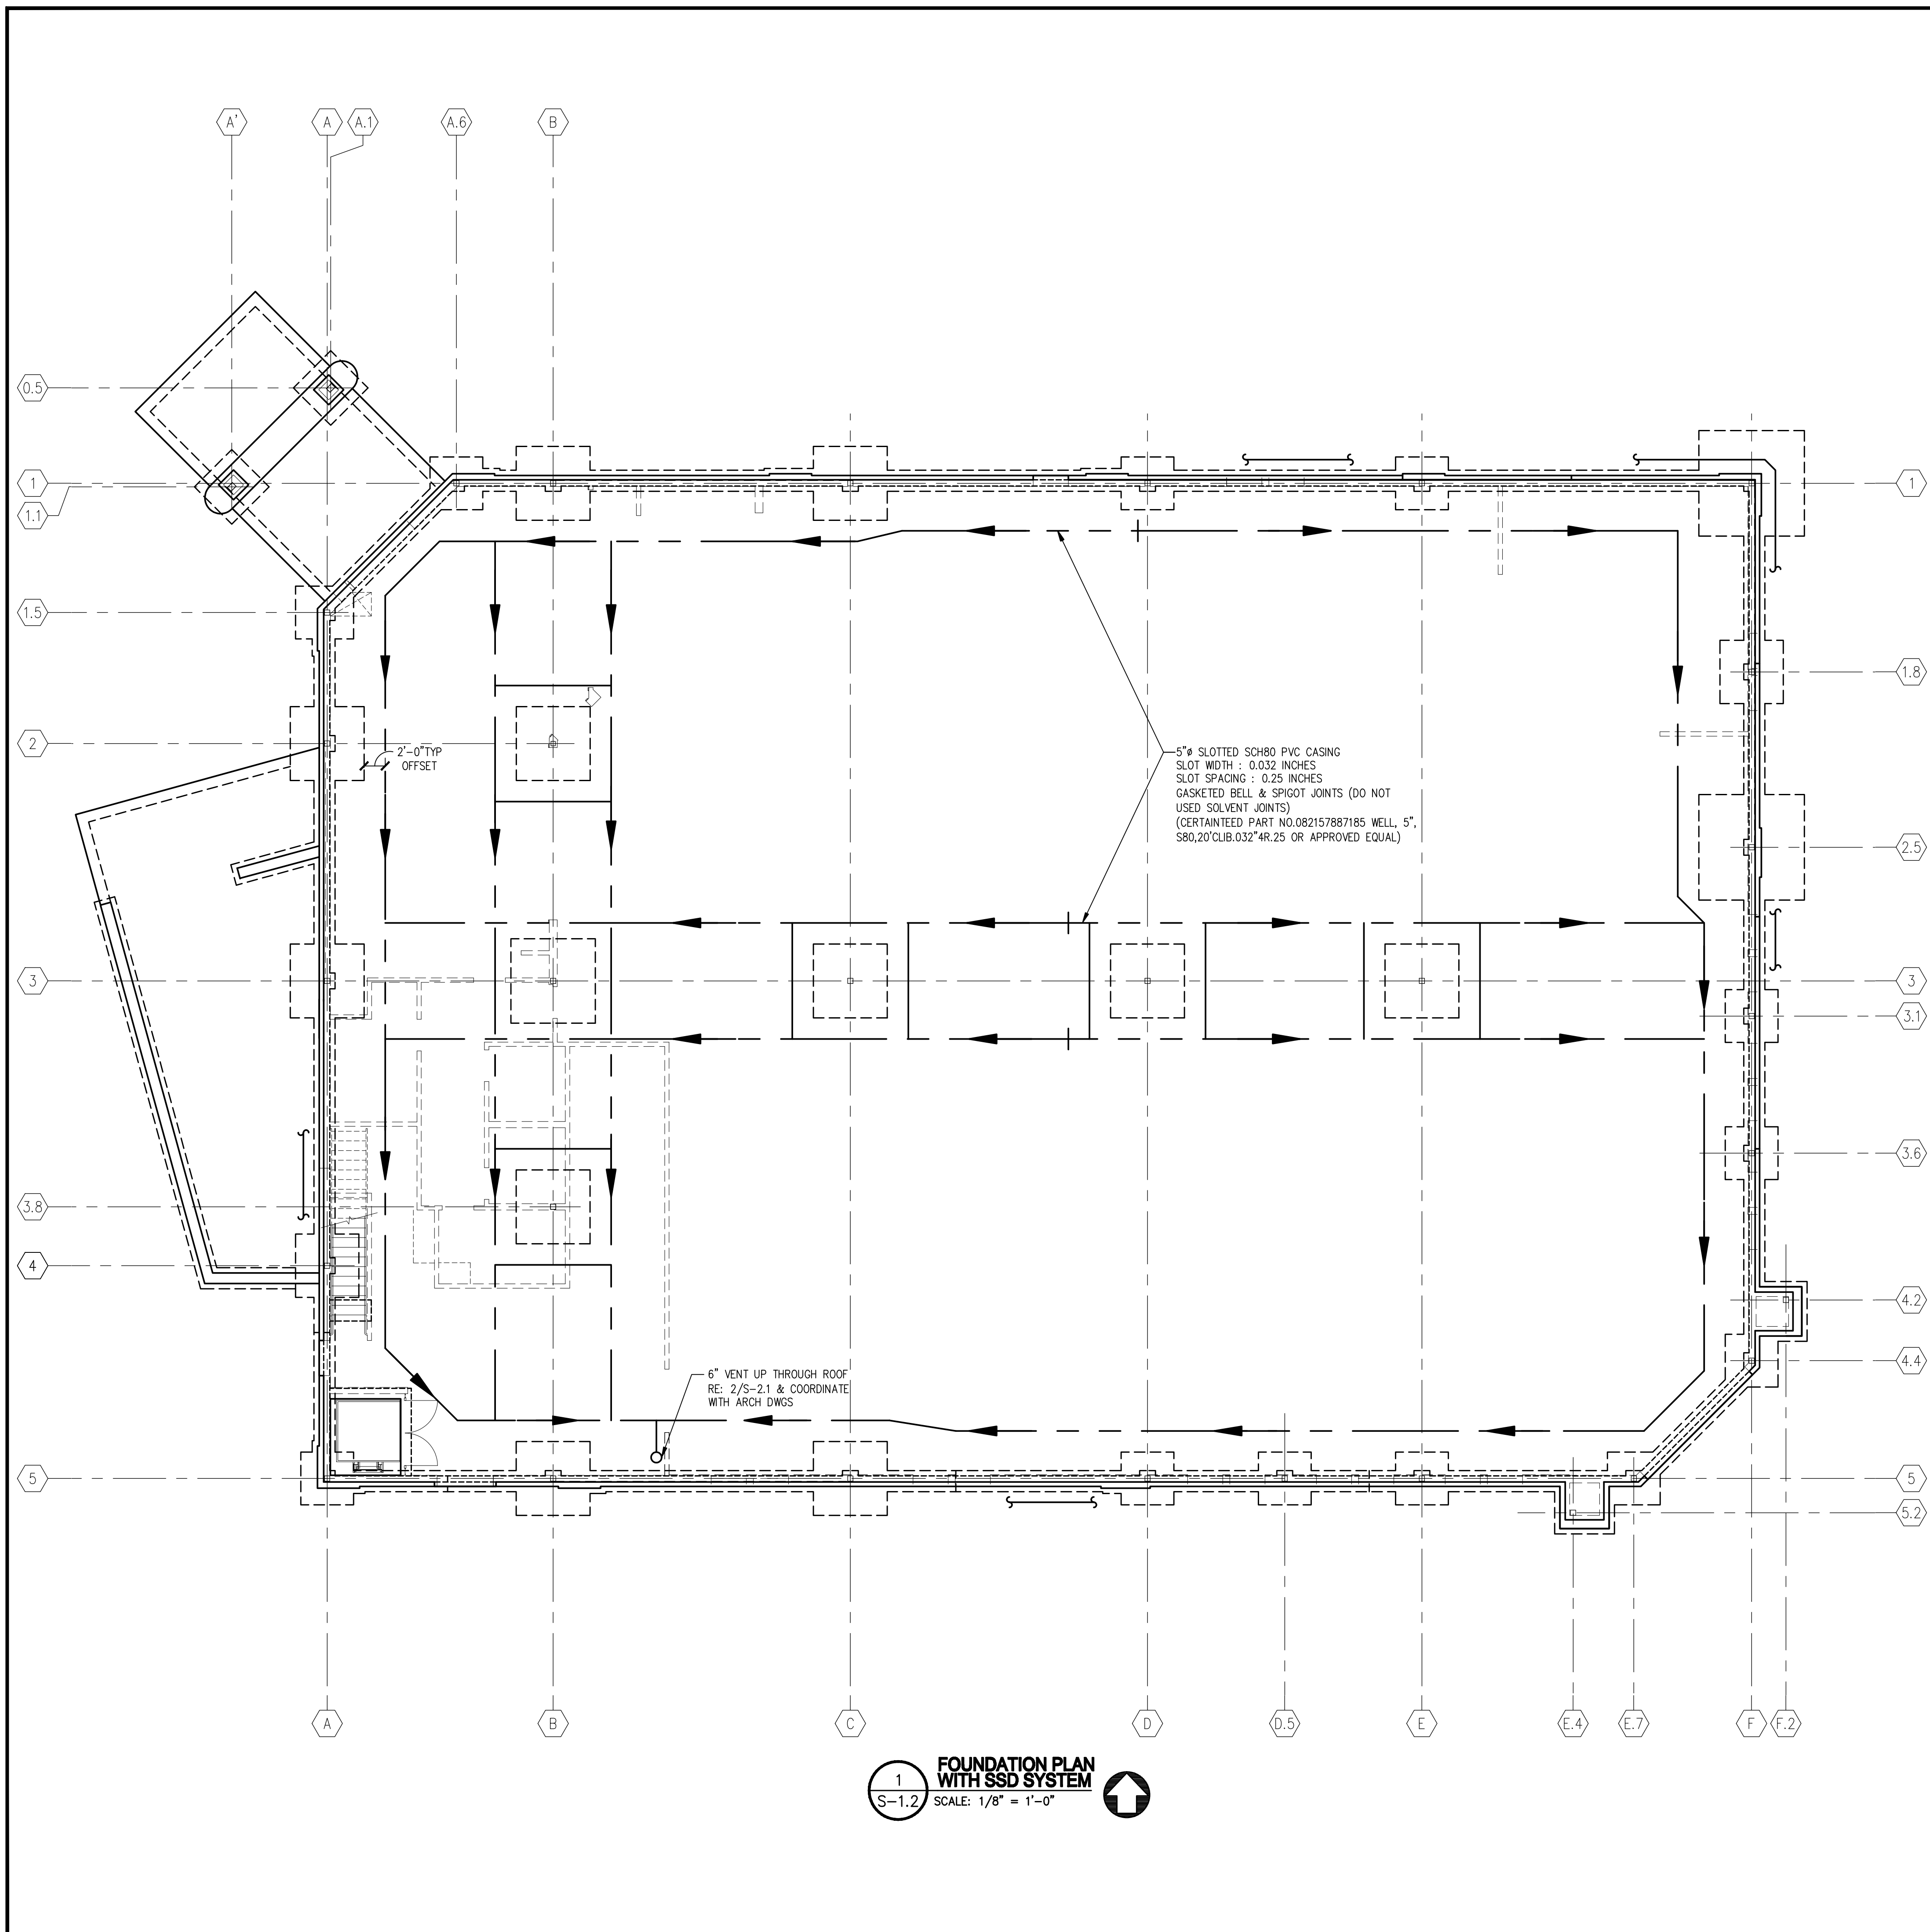 A'
A
A.1
A.6
B
0.5
1
1
1.1
1.5
1.8
2
2'-0"TYP
OFFSET
5"ø SLOTTED SCH80 PVC CASING
SLOT WIDTH : 0.032 INCHES
SLOT SPACING : 0.25 INCHES
GASKETED BELL & SPIGOT JOINTS (DO NOT
USED SOLVENT JOINTS)
(CERTAINTEED PART NO.082157887185 WELL, 5",
S80,20'CLIB.032"4R.25 OR APPROVED EQUAL)
2.5
3
3
3.1
3.6
3.8
4
4.2
4.4
6" VENT UP THROUGH ROOF
RE: 2/S-2.1 & COORDINATE
WITH ARCH DWGS
5
5
5.2
A
B
C
D
D.5
E
E.4
E.7
F
F.2
1
S-1.2
FOUNDATION PLAN
WITH SSD SYSTEM
SCALE: 1/8" = 1'-0"